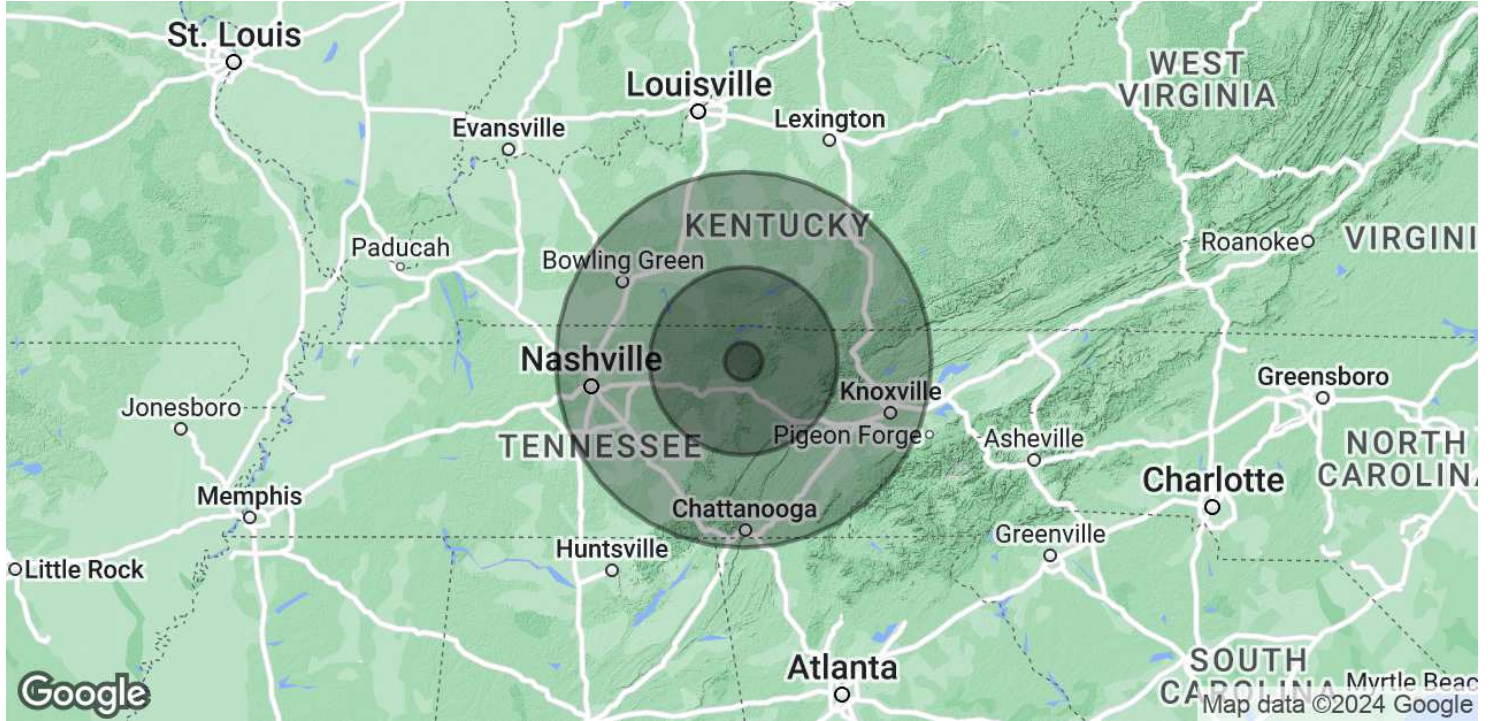 St. Louis
Louisville
WEST
VIRGINIA
Lexington
Evansville
KENTUCKY
Roanoke
VIRGINI
Paducah
Bowling Green
Nashville
Knoxville
Greensboro
Jonesboro
Pigeon Forge
Asheville
TENNESSEE
NORTH
CAROLINA
Charlotte
Memphis
Chattanooga
Greenville
Huntsville
Little Rock
Atlanta
SOUTH
CAROLINA
Myrtle Beac
Google
Map data ©2024 Google